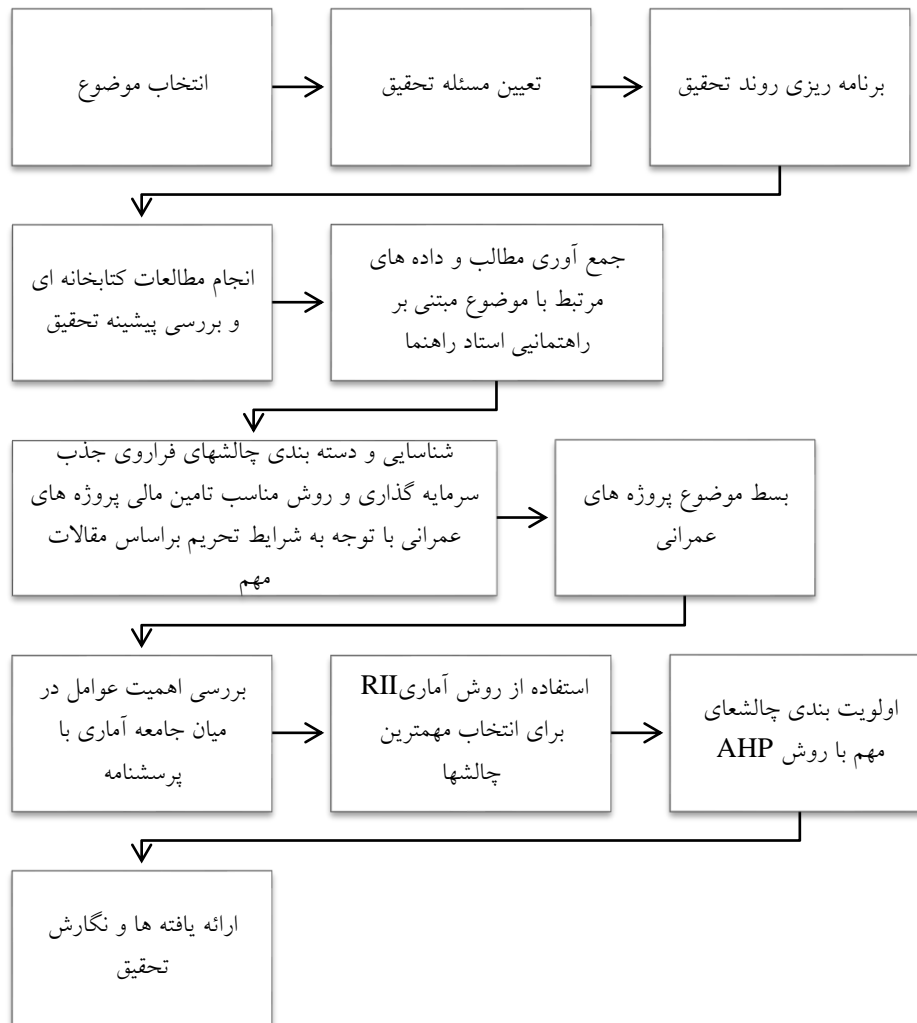 انتخاب موضوع
تعیین مسئله تحقیق
برنامه ریزی روند تحقیق
انجام مطالعات کتابخانه ای
و بررسی پیشینه تحقیق
جمع آوری مطالب و داده های
مرتبط با موضوع مبتنی بر
راهتمانیی استاد راهنما
شناسایی و دسته بندی چالشهای فراروی جذب
سرمایه گذاری و روش مناسب تامین مالی پروژه های
عمرانی با توجه به شرایط تحریم براساس مقالات
مهم
بسط موضوع پروژه های
عمرانی
بررسی اهمیت عوامل در
میان جامعه آماری با
پرسشنامه
استفاده از روش آماریRII
برای انتخاب مهمترین
چالشها
اولویت بندی چالشعای
مهم با روش AHP
ارائه یافته ها و نگارش
تحقیق